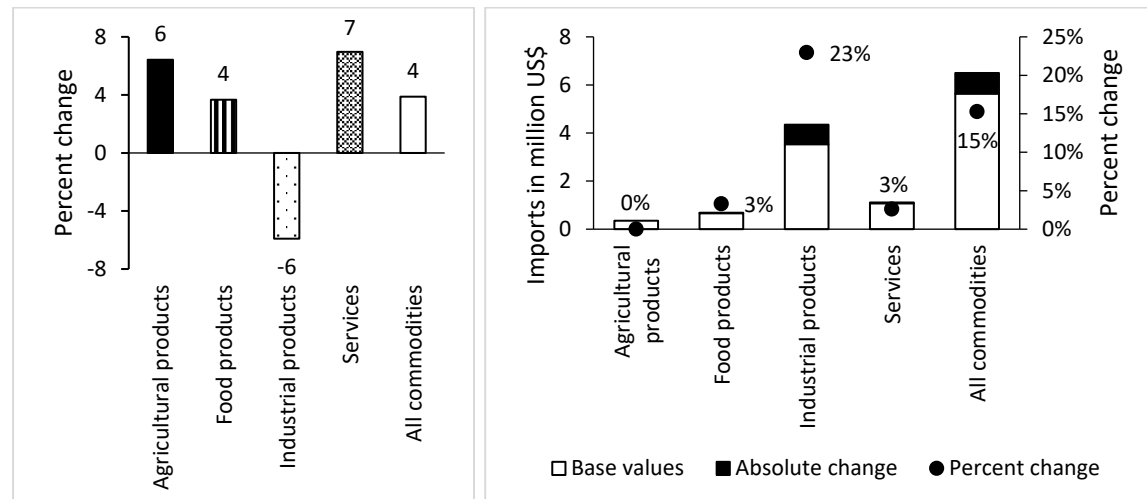 Percent change
8
4
0
-4
-8
6
4
-6
7
4
Agricultural products
Food products
Industrial products
Services
All commodities
Imports in million US$
8
6
4
2
0
0%
3%
23%
3%
15%
25%
20%
15%
10%
5%
0%
Percent change
Agricultural
products
Food products
Industrial products
Services
All commodities
Base values
Absolute change
Percent change